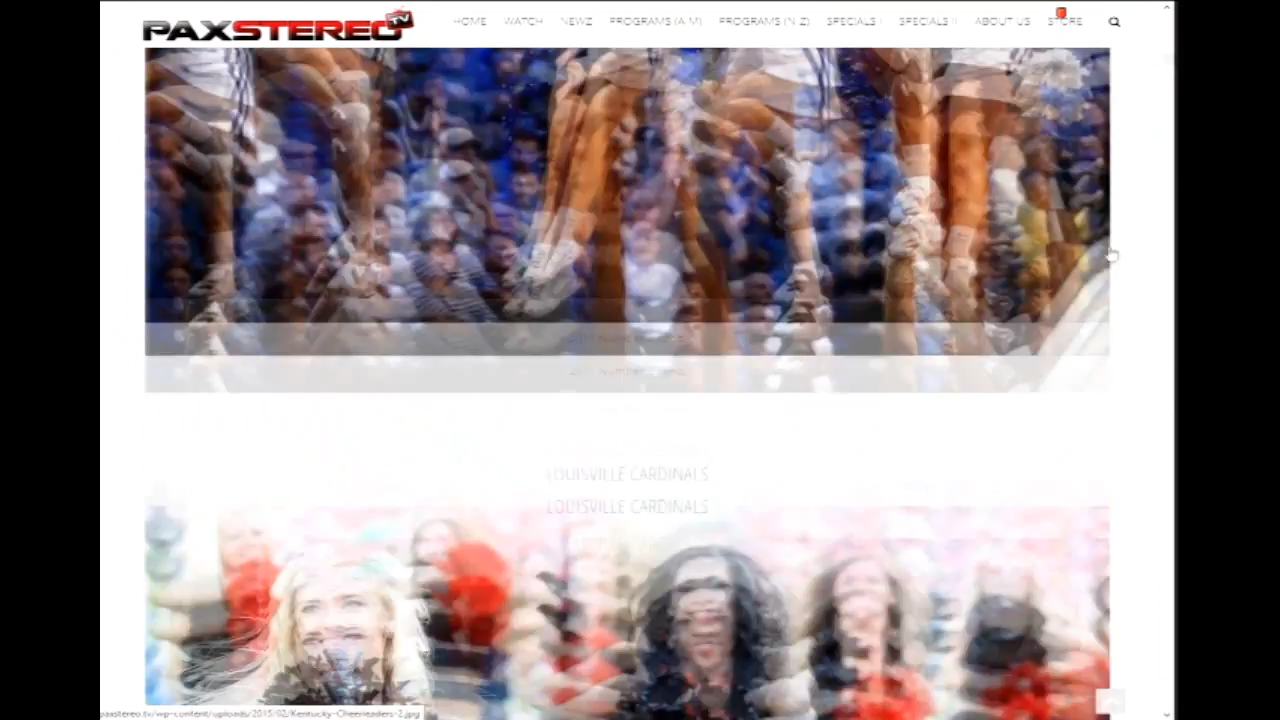 PAXSTEREO TV
HOME WATCH NEWZ PROGRAMS (A-M) PROGRAMS (N-Z) SPECIALS I SPECIALS II ABOUT US STORE
LOUISVILLE CARDINALS
LOUISVILLE CARDINALS
paxstereo.tv/wp-content/uploads/2015/02/Kentucky-Cheerleaders-2.jpg